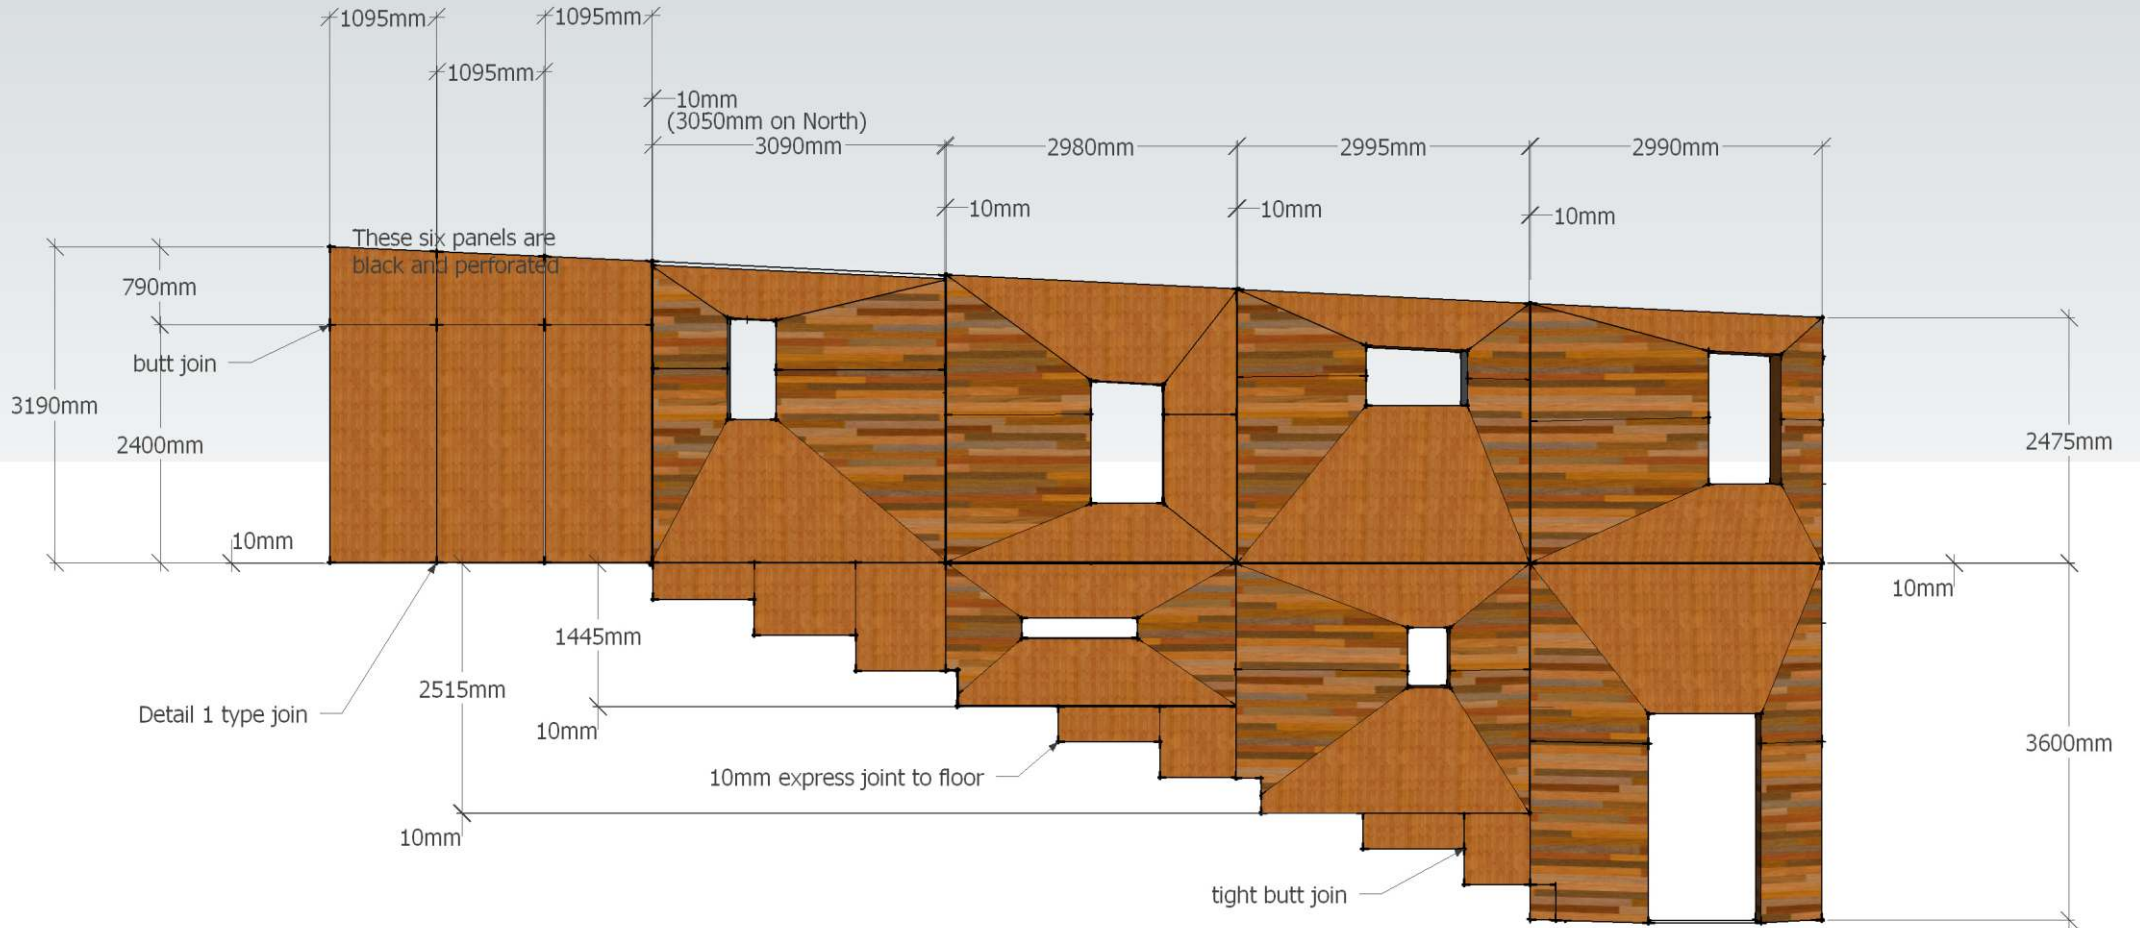 1095mm
1095mm
1095mm
10mm
(3050mm on North)
3090mm
2980mm
2995mm
2990mm
10mm
10mm
10mm
These six panels are
black and perforated
790mm
butt join
3190mm
2400mm
2475mm
10mm
10mm
1445mm
2515mm
Detail 1 type join
10mm
3600mm
10mm express joint to floor
10mm
tight butt join